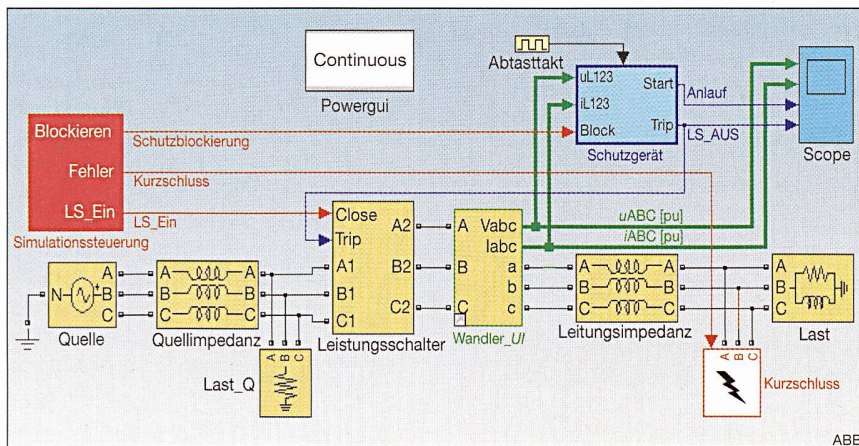 Continuous
Powergui
Abtasttakt
uL123
iL123
Block
Start
Trip
Schutzgerät
Anlauf
LS_AUS
Scope
Blockieren
Fehler
LS_Ein
Simulationssteuerung
Schutzblockierung
Kurzschluss
LS_Ein
Close
Trip
A1
B1
C1
A2
B2
C2
Leistungsschalter
A
B
C
Vabc
Iabc
a
b
c
Wandler_UI
uABC [pu]
iABC [pu]
N
A
B
C
Quelle
A
B
C
A
B
C
Quellimpedanz
A B C
Last_Q
A
B
C
A
B
C
Leitungsimpedanz
A
B
C
Last
A B C
Kurzschluss
ABB